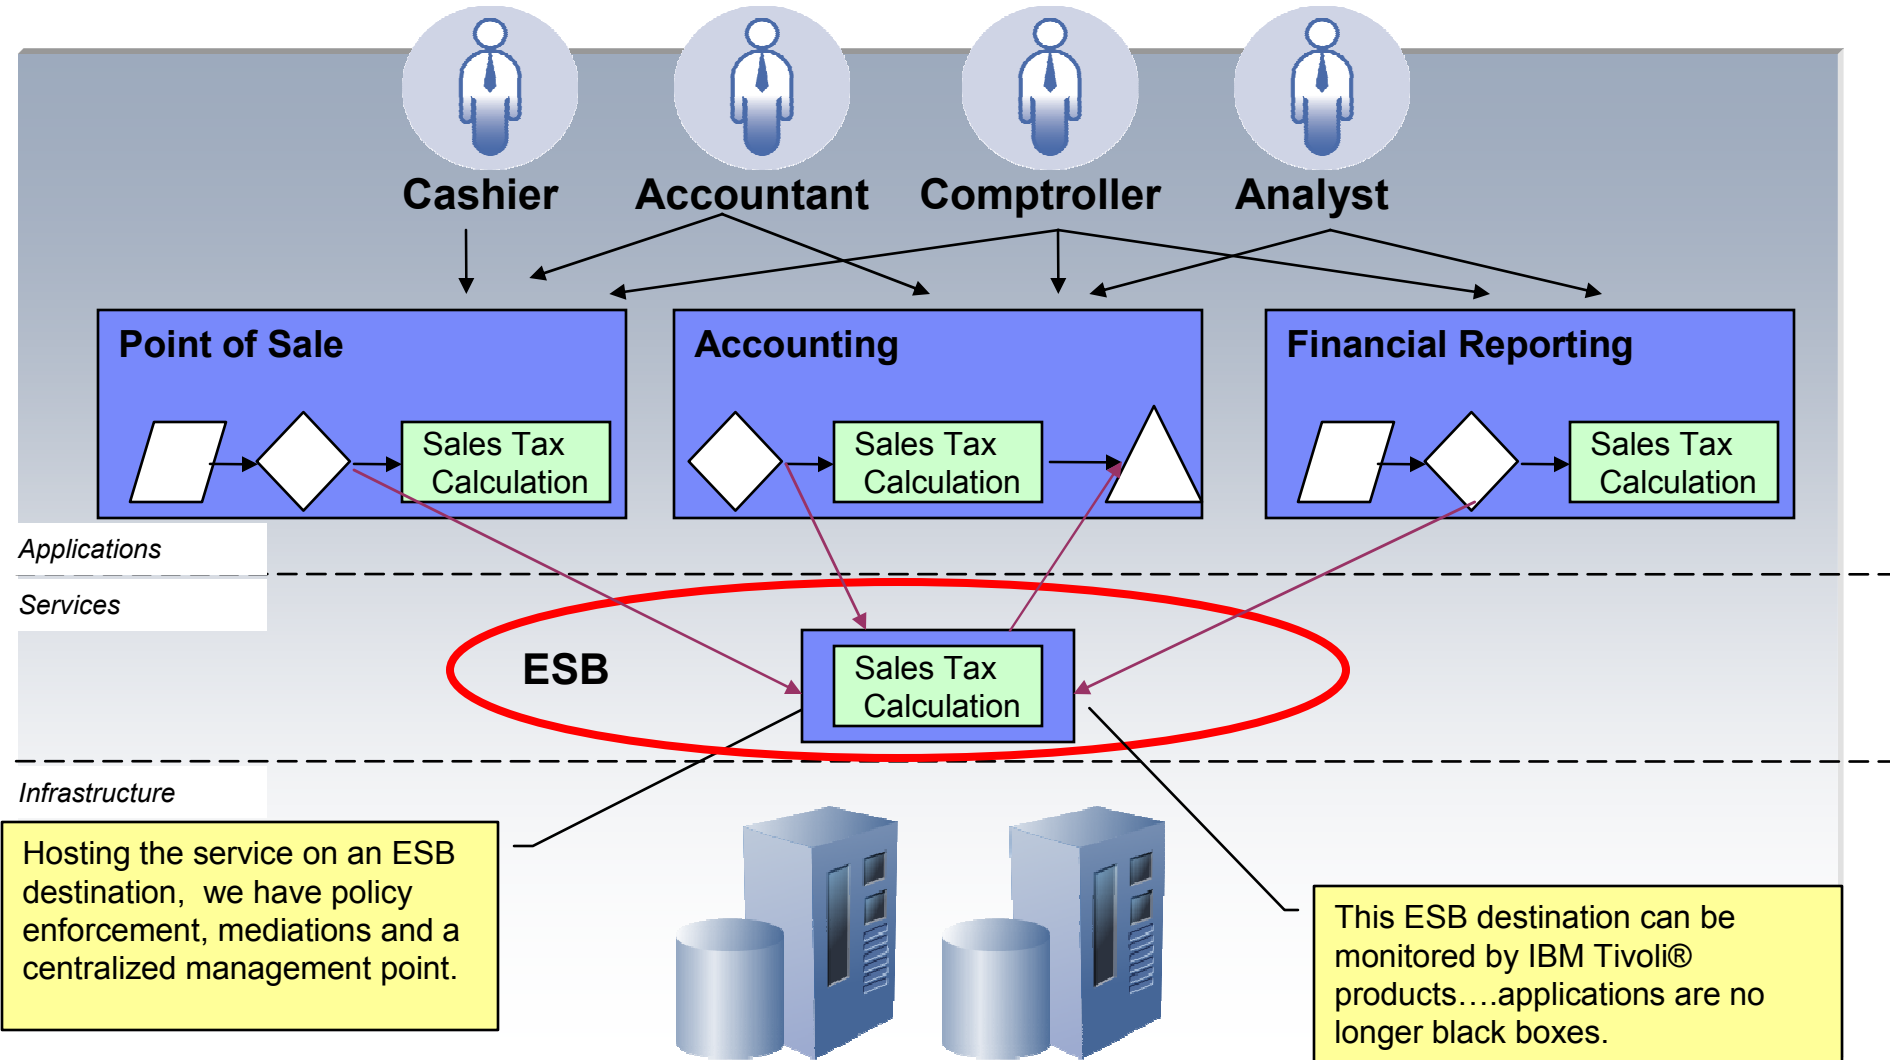 Cashier
Accountant
Comptroller
Analyst
Point of Sale
Sales Tax
Calculation
Accounting
Sales Tax
Calculation
Financial Reporting
Sales Tax
Calculation
Applications
Services
ESB
Sales Tax
Calculation
Infrastructure
Hosting the service on an ESB
destination, we have policy
enforcement, mediations and a
centralized management point.
This ESB destination can be
monitored by IBM Tivoli®
products….applications are no
longer black boxes.